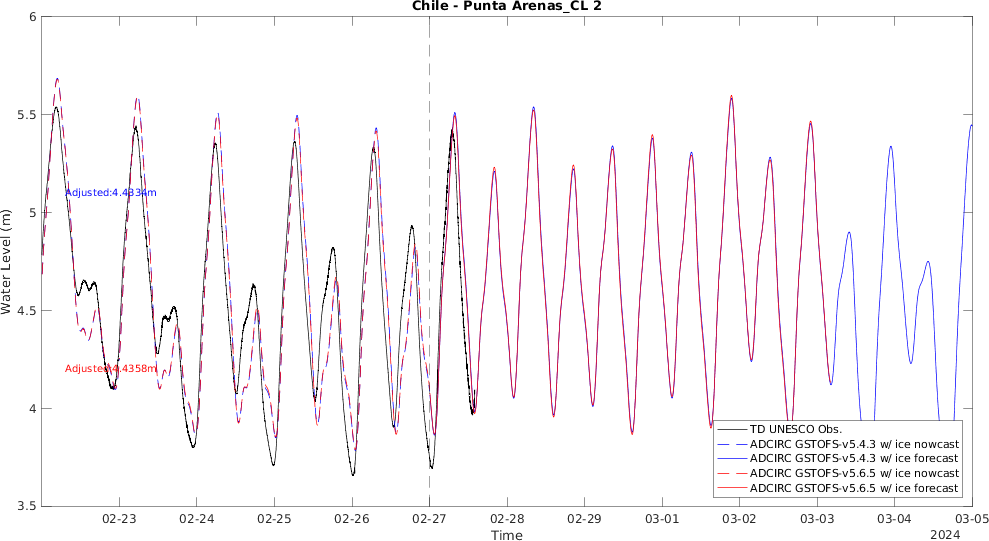 Chile - Punta Arenas_CL 2
6
5.5
5
4.5
4
3.5
Water Level (m)
Adjusted:4.4334m
Adjusted:4.4358m
TD UNESCO Obs.
ADCIRC GSTOFS-v5.4.3 w/ ice nowcast
ADCIRC GSTOFS-v5.4.3 w/ ice forecast
ADCIRC GSTOFS-v5.6.5 w/ ice nowcast
ADCIRC GSTOFS-v5.6.5 w/ ice forecast
02-23 02-24 02-25 02-26 02-27 02-28 02-29 03-01 03-02 03-03 03-04 03-05
Time
2024